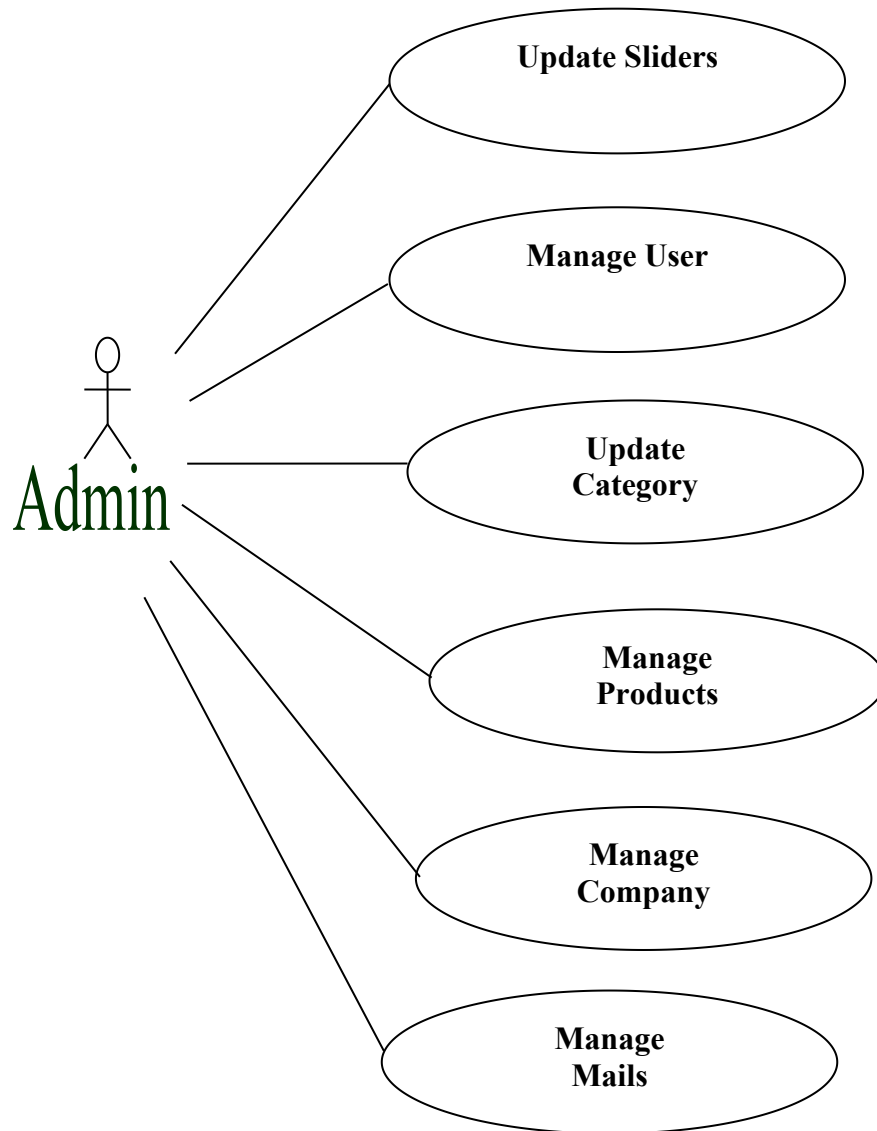 Update Sliders
Manage User
Admin
Update
Category
Manage
Products
Manage
Company
Manage
Mails